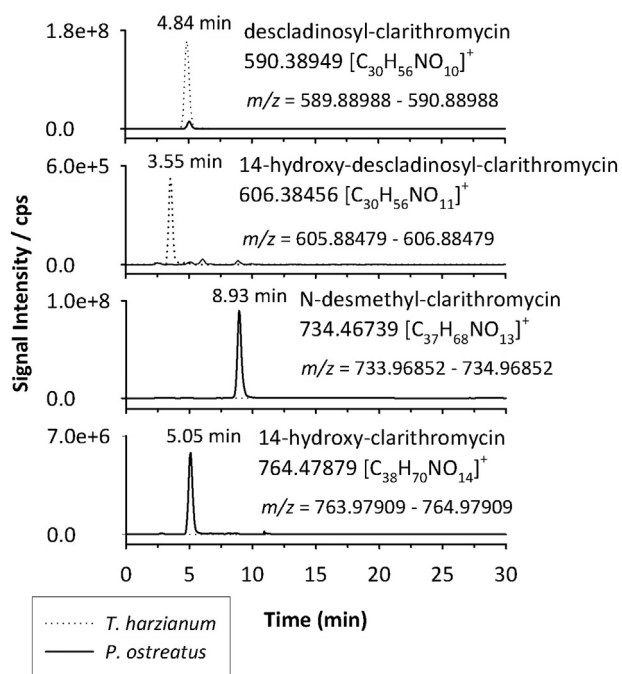 Signal Intensity / cps
1.8e+8
0.0
4.84 min
descladinosyl-clarithromycin
590.38949 [C30H56NO10]+
m/z = 589.88988 - 590.88988
6.0e+5
0.0
3.55 min
14-hydroxy-descladinosyl-clarithromycin
606.38456 [C30H56NO11]+
m/z = 605.88479 - 606.88479
1.0e+8
0.0
8.93 min
N-desmethyl-clarithromycin
734.46739 [C37H68NO13]+
m/z = 733.96852 - 734.96852
7.0e+6
0.0
5.05 min
14-hydroxy-clarithromycin
764.47879 [C38H70NO14]+
m/z = 763.97909 - 764.97909
0 5 10 15 20 25 30
Time (min)
T. harzianum
P. ostreatus